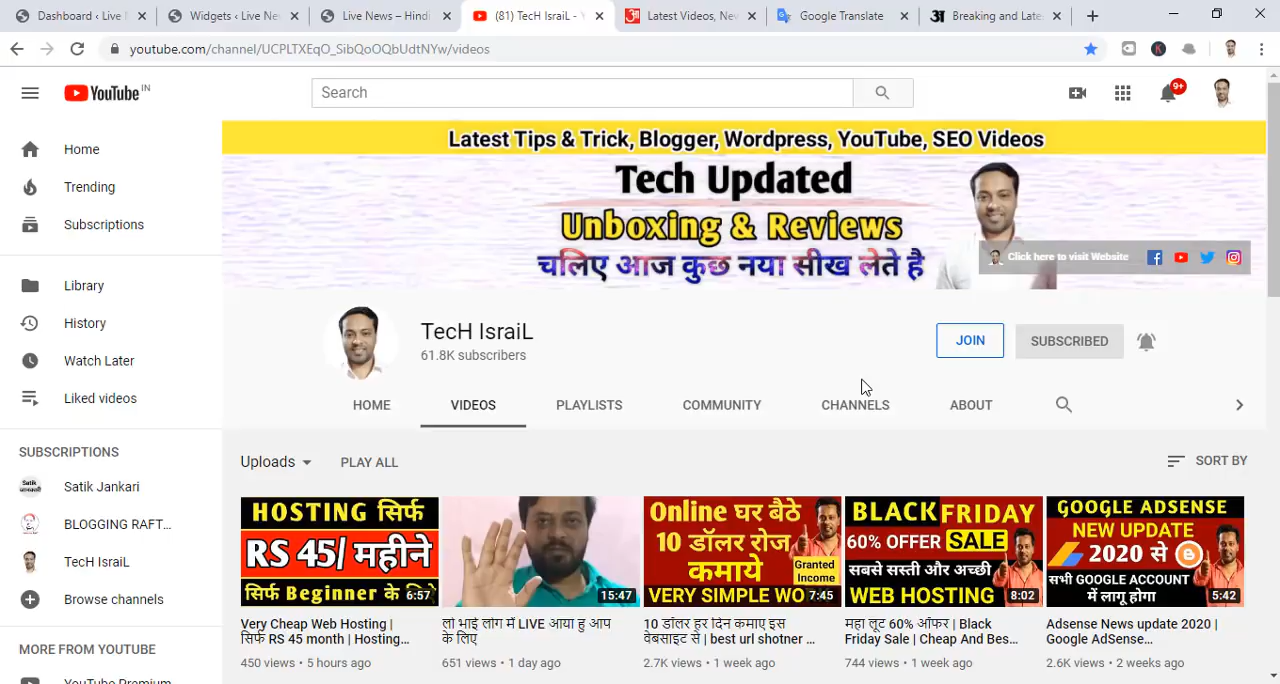 Dashboard ‹ Live
Widgets ‹ Live Ne
Live News – Hindi
(81) TecH IsraiL - Y
Latest Videos, Ne
Google Translate
Breaking and Late
youtube.com/channel/UCPLTXEqO_SibQoOQbUdtNYw/videos
YouTube IN
Search
9+
Home
Trending
Subscriptions
Library
History
Watch Later
Liked videos
SUBSCRIPTIONS
Satik Jankari
BLOGGING RAFT...
TecH IsraiL
Browse channels
MORE FROM YOUTUBE
YouTube Premium
Latest Tips & Trick, Blogger, Wordpress, YouTube, SEO Videos
Tech Updated
Unboxing & Reviews
चलिए आज कुछ नया सीख लेते है
Click here to visit Website
TecH IsraiL
61.8K subscribers
JOIN
SUBSCRIBED
HOME
VIDEOS
PLAYLISTS
COMMUNITY
CHANNELS
ABOUT
Uploads
PLAY ALL
SORT BY
HOSTING सिर्फ
RS 45/ महीने
सिर्फ Beginner के
6:57
Very Cheap Web Hosting |
सिर्फ RS 45 month | Hosting...
450 views • 5 hours ago
15:47
लो भाई लोग में LIVE आया हु आप
के लिए
651 views • 1 day ago
Online घर बैठे
10 डॉलर रोज
कमाये
Granted
Income
VERY SIMPLE WO
7:45
10 डॉलर हर दिन कमाए इस
वेबसाइट से | best url shotner ...
2.7K views • 1 week ago
BLACK FRIDAY
60% OFFER SALE
सबसे सस्ती और अच्छी
WEB HOSTING
8:02
महा लूट 60% ऑफर | Black
Friday Sale | Cheap And Bes...
744 views • 1 week ago
GOOGLE ADSENSE
NEW UPDATE
2020 से
सभी GOOGLE ACCOUNT
में लागू होगा
5:42
Adsense News update 2020 |
Google AdSense...
2.6K views • 2 weeks ago